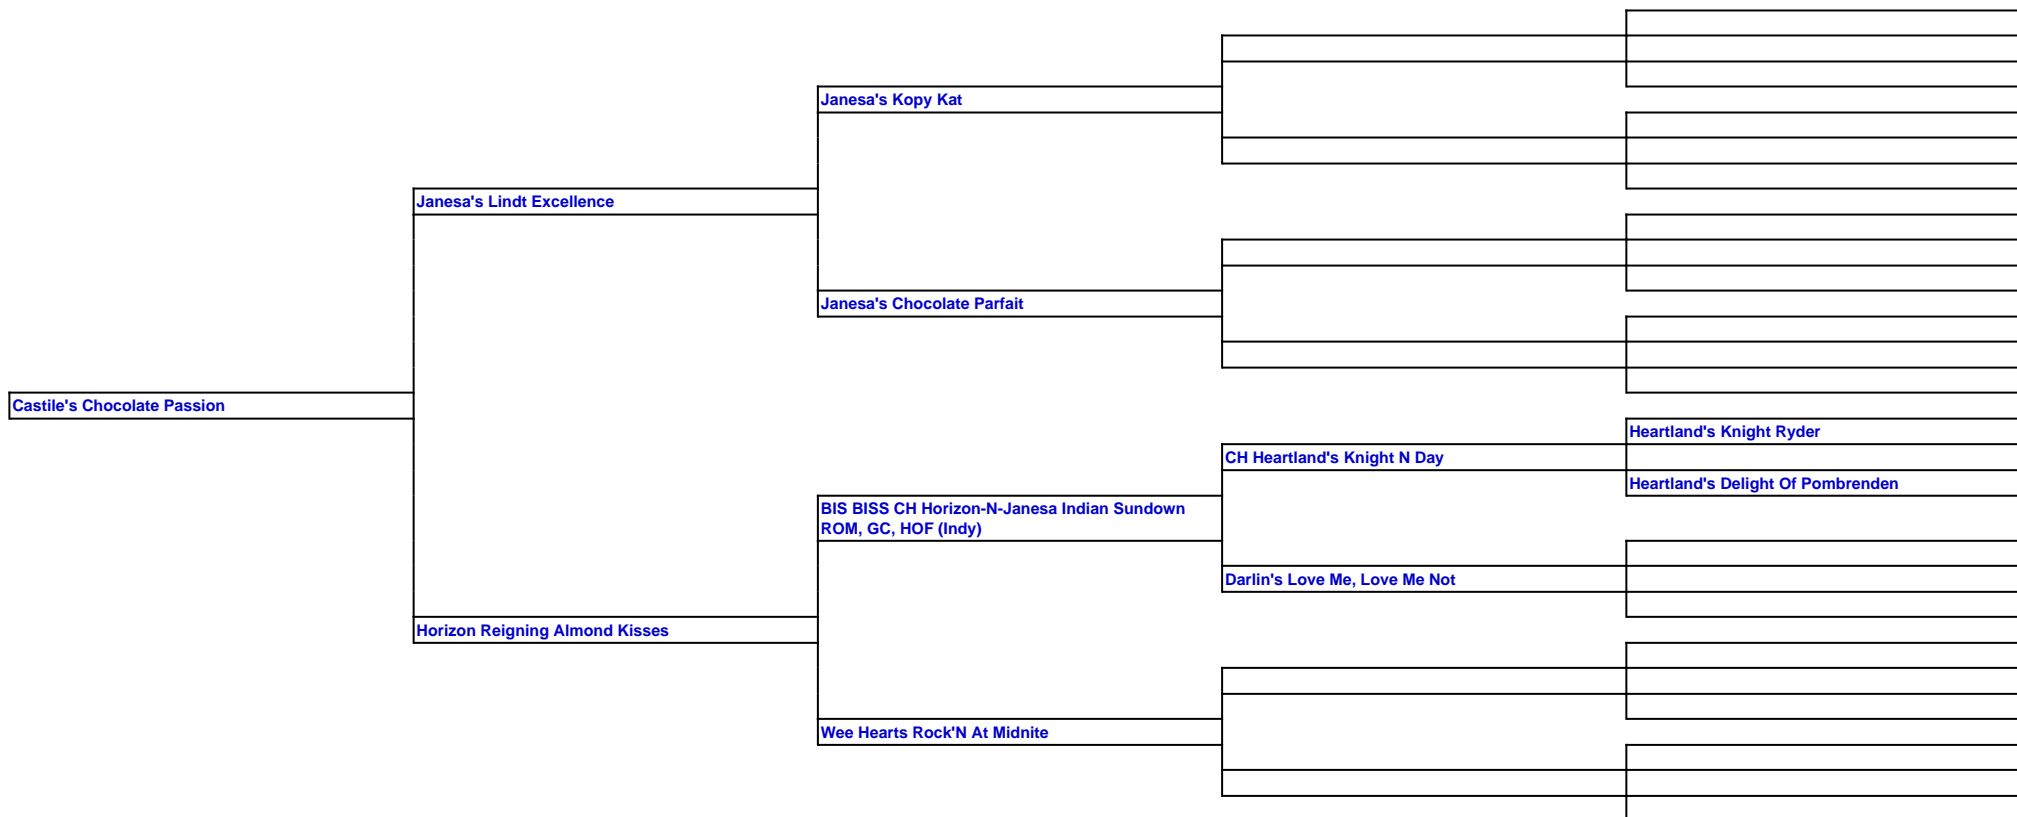 Janesa's Kopy Kat
Janesa's Lindt Excellence
Janesa's Chocolate Parfait
Castile's Chocolate Passion
Heartland's Knight Ryder
CH Heartland's Knight N Day
Heartland's Delight Of Pombrenden
BIS BISS CH Horizon-N-Janesa Indian Sundown
ROM, GC, HOF (Indy)
Darlin's Love Me, Love Me Not
Horizon Reigning Almond Kisses
Wee Hearts Rock'N At Midnite